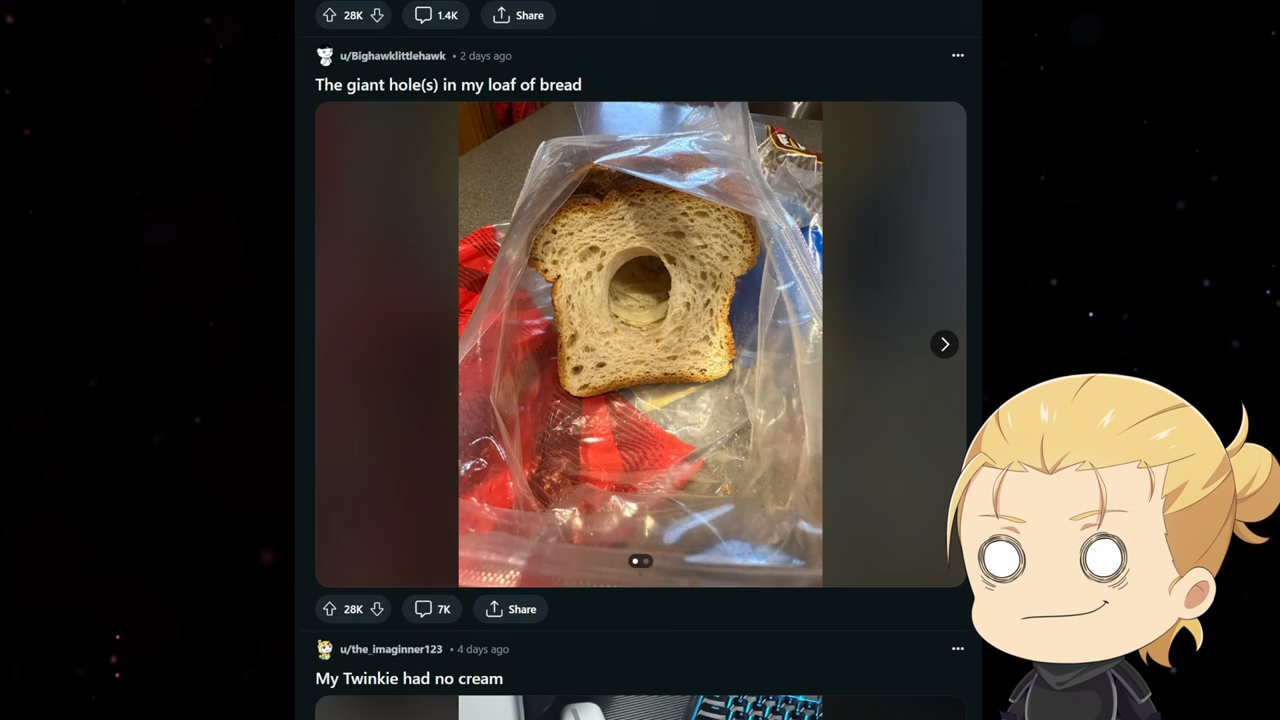 28K
1.4K
Share
u/Bighawklittlehawk • 2 days ago
The giant hole(s) in my loaf of bread
28K
7K
Share
u/the_imaginner123 • 4 days ago
My Twinkie had no cream